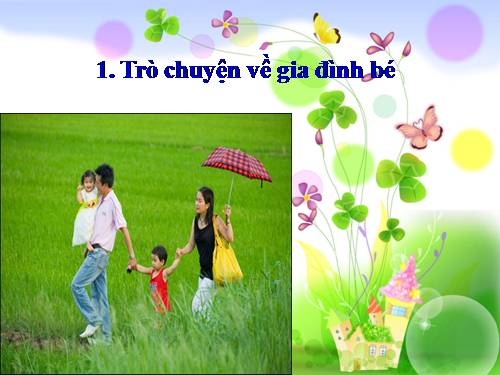 1. Trò chuyện về gia đình bé